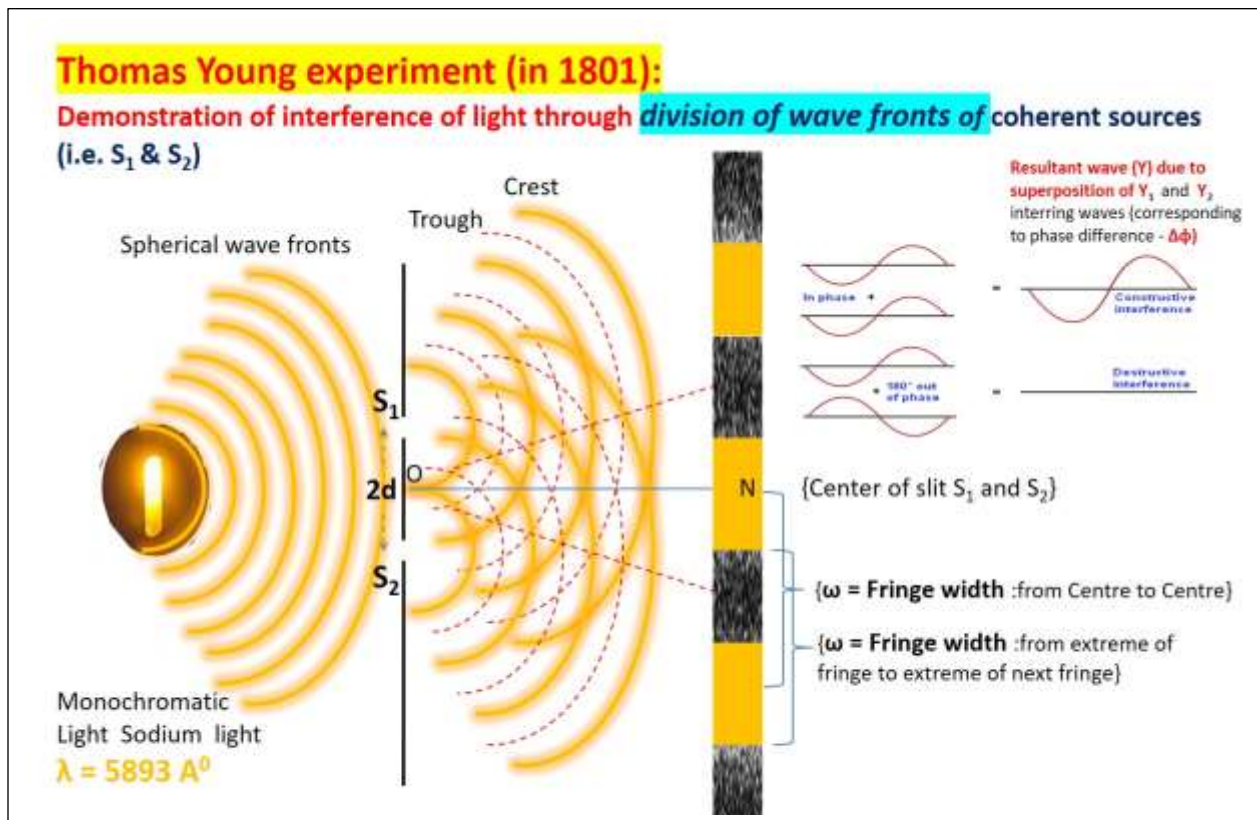 Thomas Young experiment (in 1801):
Demonstration of interference of light through division of wave fronts of coherent sources
(i.e. S₁ & S₂)
Resultant wave (Y) due to
superposition of Y₁ and Y₂
interring waves {corresponding
to phase difference - Δϕ}
Crest
Trough
Spherical wave fronts
In phase +
=
Constructive
interference
+ 180° out
of phase
=
Destructive
interference
S₁
O
2d
N
{Center of slit S₁ and S₂}
S₂
{ω = Fringe width :from Centre to Centre}
{ω = Fringe width :from extreme of
fringe to extreme of next fringe}
Monochromatic
Light Sodium light
λ = 5893 A⁰